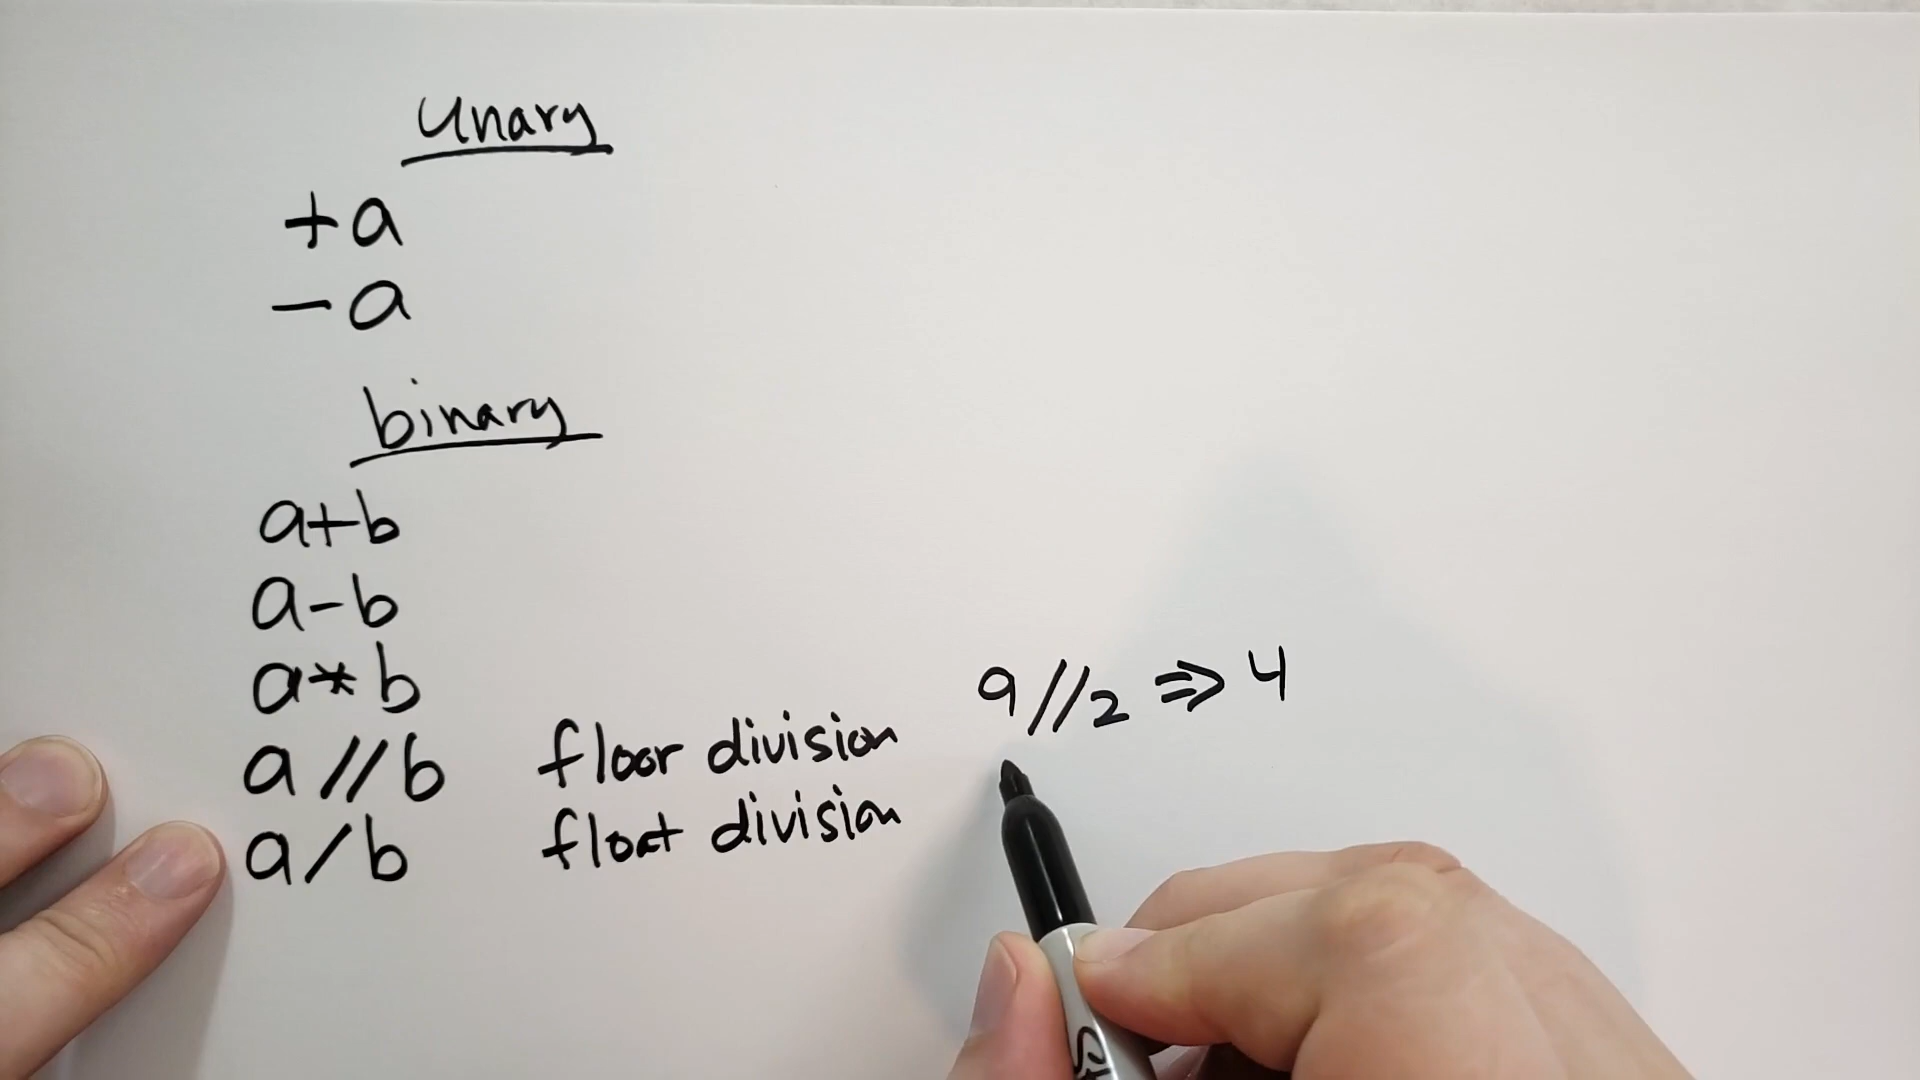 Unary
+a
-a
binary
a+b
a-b
a*b
a//b floor division 9//2 => 4
a/b float division